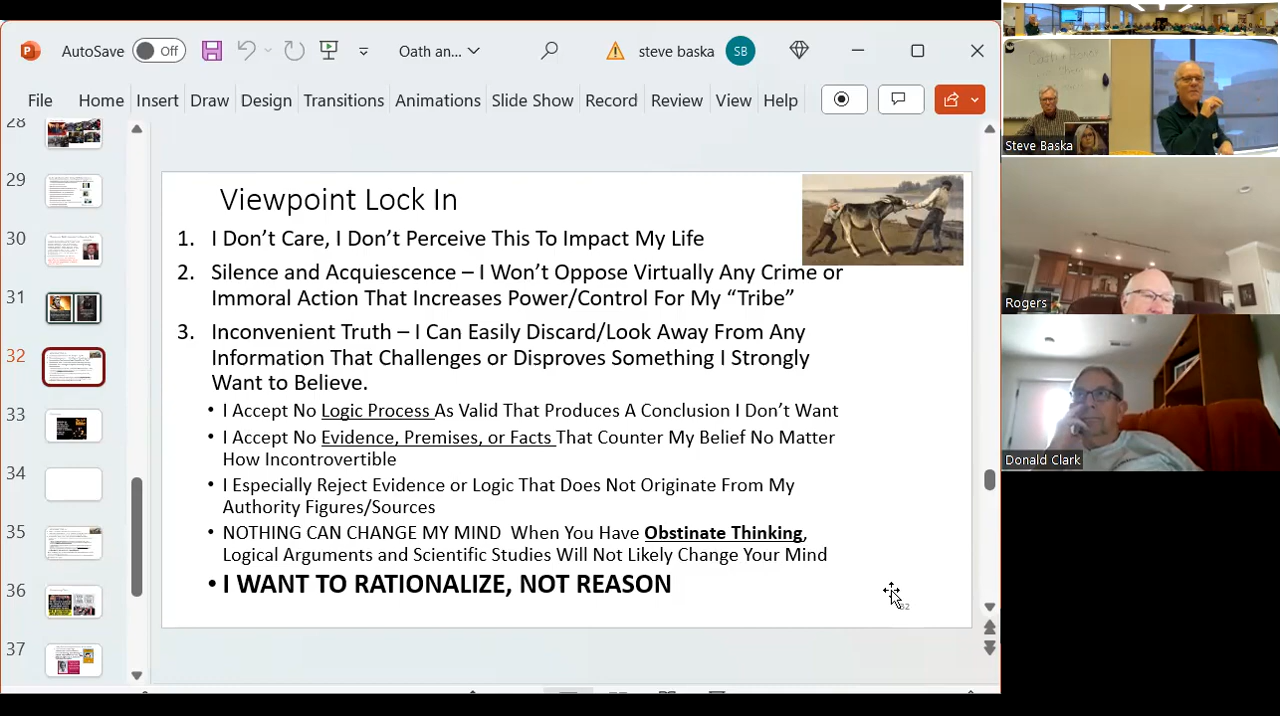 AutoSave
Off
Oath an...
steve baska
SB
File
Home
Insert
Draw
Design
Transitions
Animations
Slide Show
Record
Review
View
Help
28
29
30
31
32
33
34
35
36
37
Viewpoint Lock In
1. I Don't Care, I Don't Perceive This To Impact My Life
2. Silence and Acquiescence – I Won't Oppose Virtually Any Crime or
Immoral Action That Increases Power/Control For My "Tribe"
3. Inconvenient Truth – I Can Easily Discard/Look Away From Any
Information That Challenges or Disproves Something I Strongly
Want to Believe.
• I Accept No Logic Process As Valid That Produces A Conclusion I Don't Want
• I Accept No Evidence, Premises, or Facts That Counter My Belief No Matter
How Incontrovertible
• I Especially Reject Evidence or Logic That Does Not Originate From My
Authority Figures/Sources
• NOTHING CAN CHANGE MY MIND When You Have Obstinate Thinking,
Logical Arguments and Scientific Studies Will Not Likely Change Your Mind
• I WANT TO RATIONALIZE, NOT REASON
32
Steve Baska
Rogers
Donald Clark